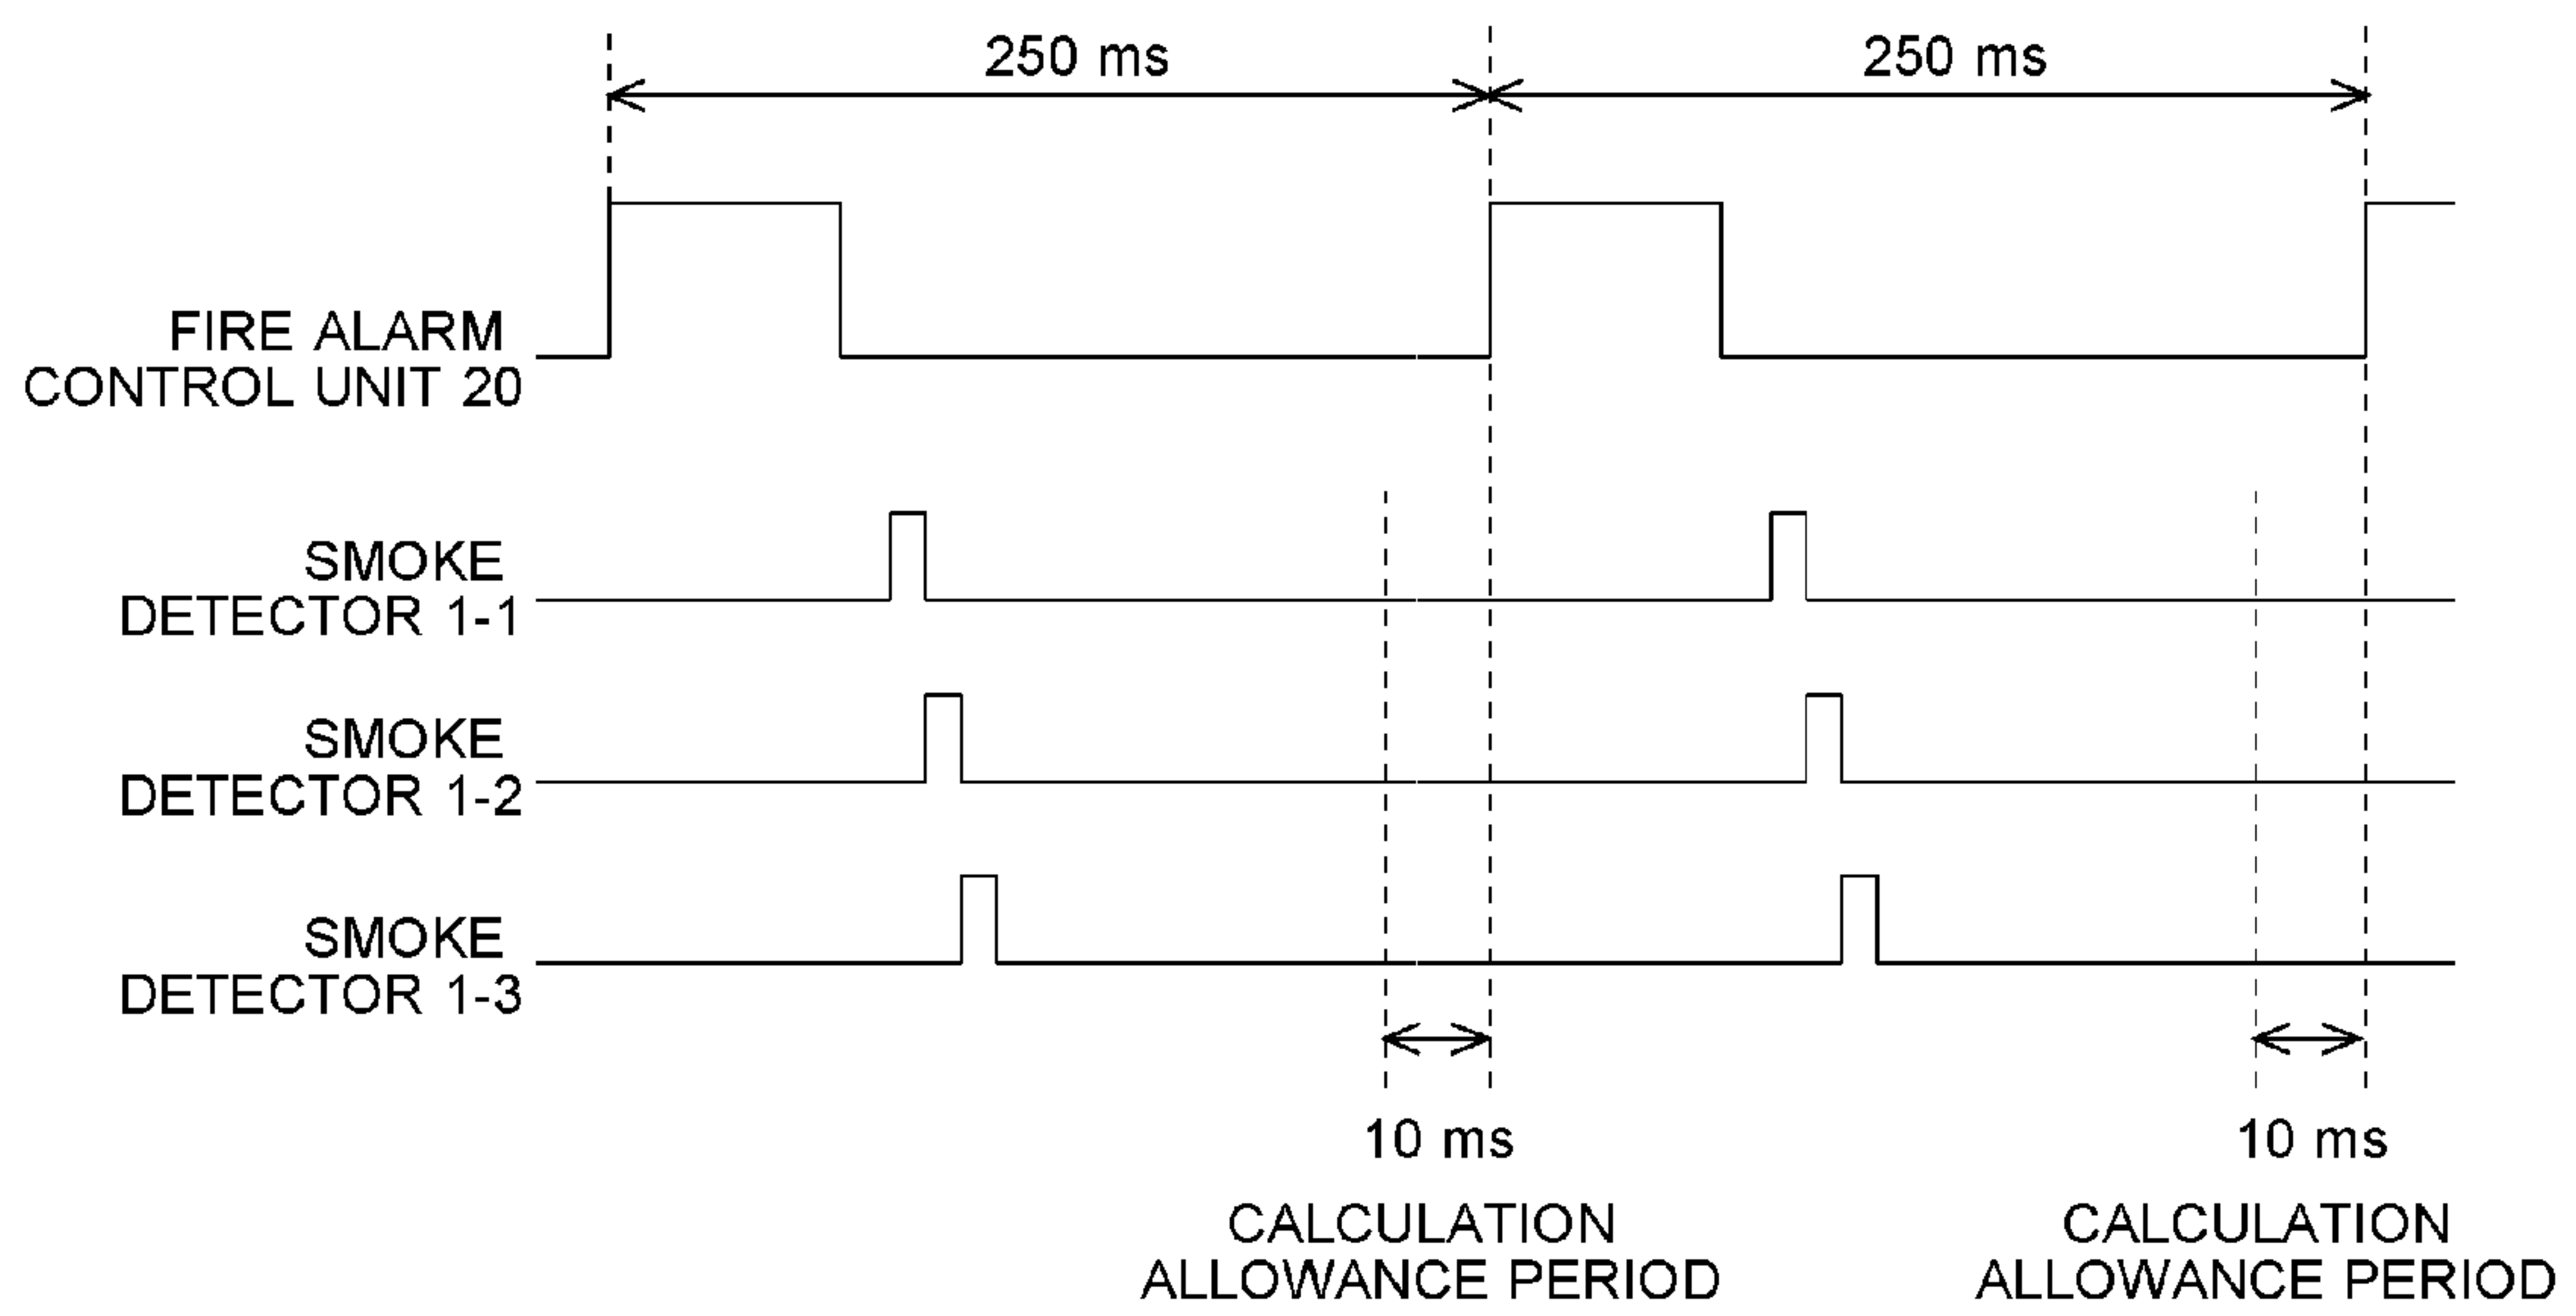 250 ms
250 ms
FIRE ALARM
CONTROL UNIT 20
SMOKE
DETECTOR 1-1
SMOKE
DETECTOR 1-2
SMOKE
DETECTOR 1-3
10 ms
CALCULATION
ALLOWANCE PERIOD
10 ms
CALCULATION
ALLOWANCE PERIOD